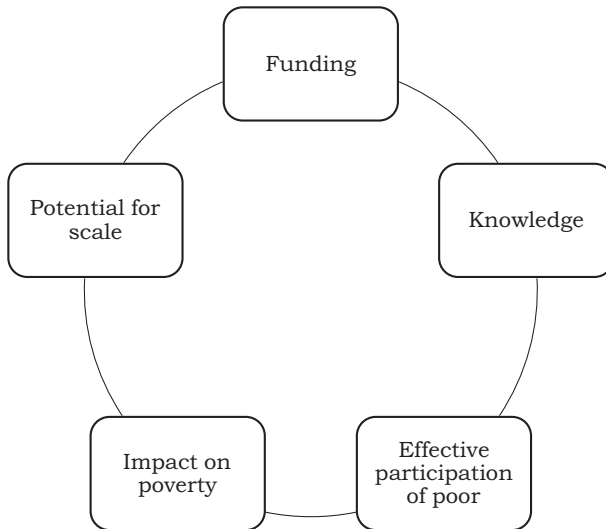 Funding
Knowledge
Effective
participation
of poor
Impact on
poverty
Potential for
scale